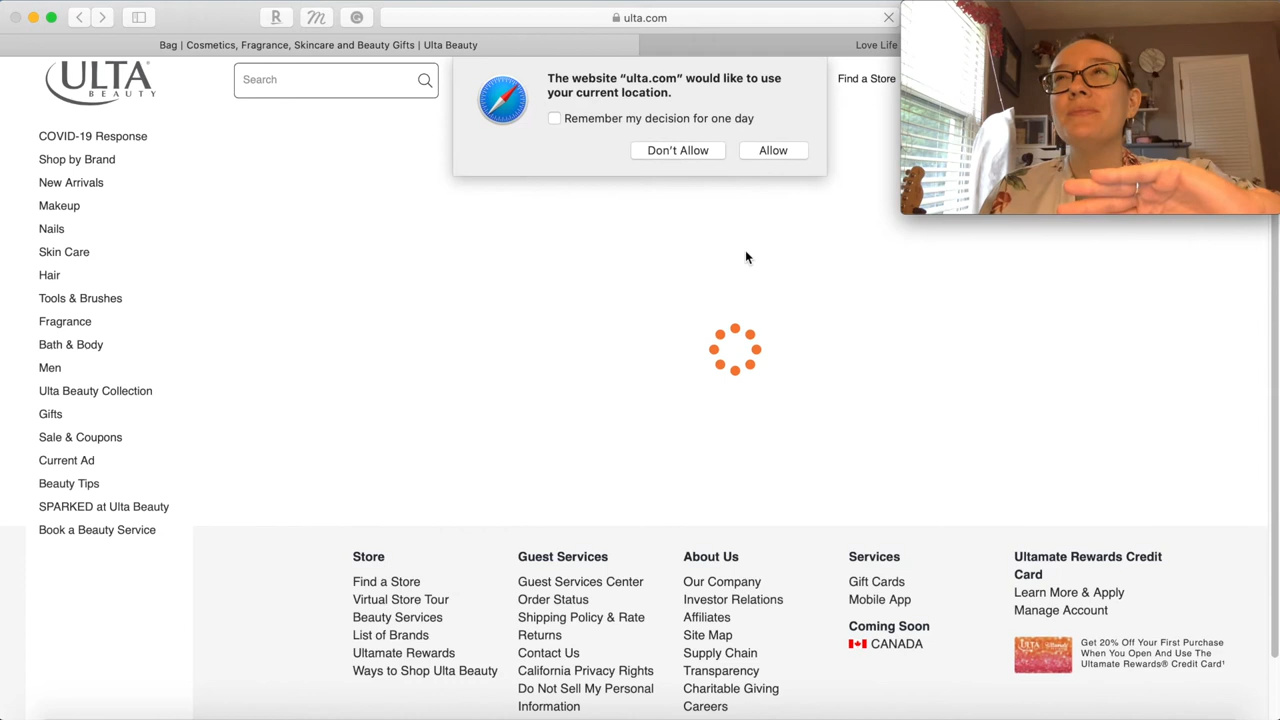 ulta.com
Bag | Cosmetics, Fragrance, Skincare and Beauty Gifts | Ulta Beauty
Love Life
ULTA
BEAUTY
Search
The website “ulta.com” would like to use
your current location.
Remember my decision for one day
Don't Allow
Allow
Find a Store
COVID-19 Response
Shop by Brand
New Arrivals
Makeup
Nails
Skin Care
Hair
Tools & Brushes
Fragrance
Bath & Body
Men
Ulta Beauty Collection
Gifts
Sale & Coupons
Current Ad
Beauty Tips
SPARKED at Ulta Beauty
Book a Beauty Service
Store
Find a Store
Virtual Store Tour
Beauty Services
List of Brands
Ultamate Rewards
Ways to Shop Ulta Beauty
Guest Services
Guest Services Center
Order Status
Shipping Policy & Rate
Returns
Contact Us
California Privacy Rights
Do Not Sell My Personal
Information
About Us
Our Company
Investor Relations
Affiliates
Site Map
Supply Chain
Transparency
Charitable Giving
Careers
Services
Gift Cards
Mobile App
Coming Soon
CANADA
Ultamate Rewards Credit
Card
Learn More & Apply
Manage Account
ULTA
Get 20% Off Your First Purchase
When You Open And Use The
Ultamate Rewards® Credit Card¹